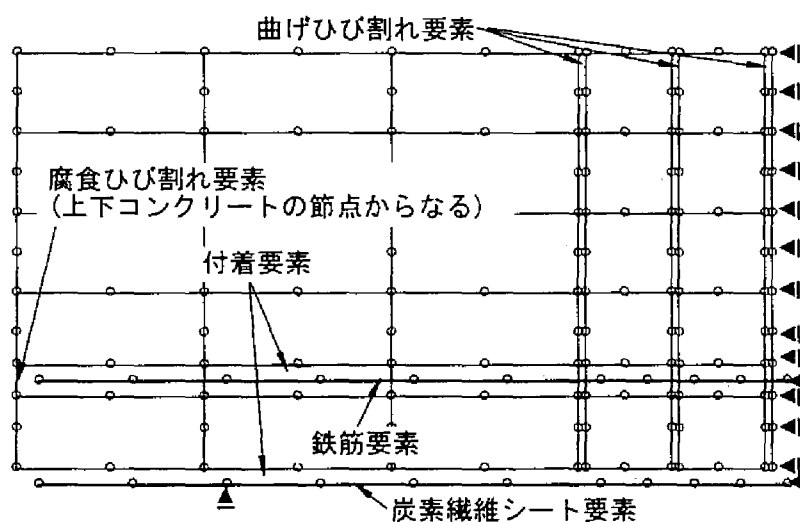 曲げひび割れ要素
腐食ひび割れ要素
(上下コンクリートの節点からなる)
付着要素
鉄筋要素
炭素繊維シート要素